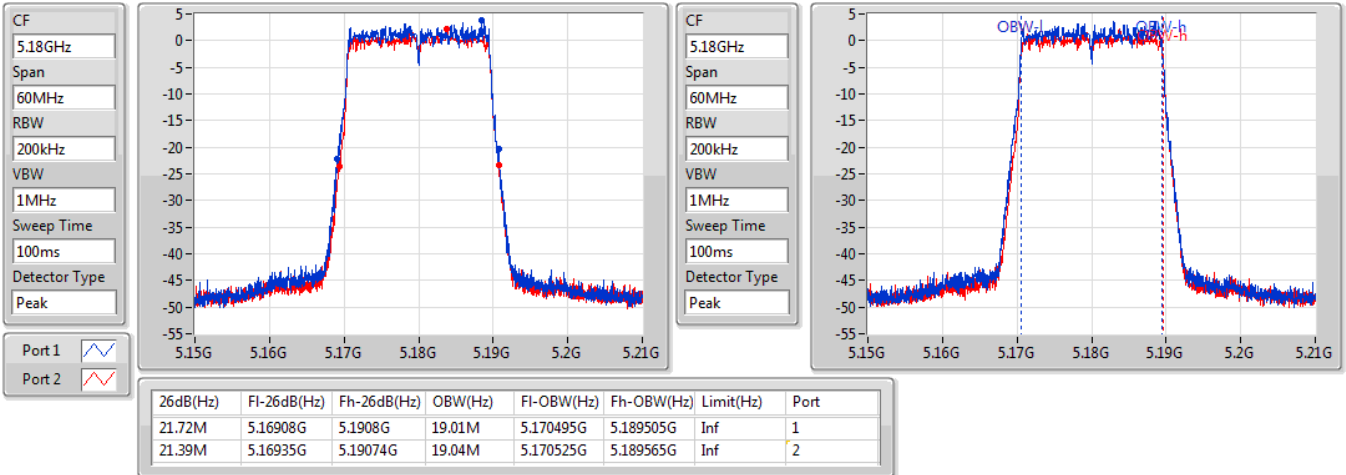 CF
5.18GHz
Span
60MHz
RBW
200kHz
VBW
1MHz
Sweep Time
100ms
Detector Type
Peak
Port 1
Port 2
5
0
-5
-10
-15
-20
-25
-30
-35
-40
-45
-50
-55
5.15G 5.16G 5.17G 5.18G 5.19G 5.2G 5.21G
CF
5.18GHz
Span
60MHz
RBW
200kHz
VBW
1MHz
Sweep Time
100ms
Detector Type
Peak
5
0
-5
-10
-15
-20
-25
-30
-35
-40
-45
-50
-55
OBW-l OBW-h
5.15G 5.16G 5.17G 5.18G 5.19G 5.2G 5.21G
26dB(Hz) Fl-26dB(Hz) Fh-26dB(Hz) OBW(Hz) Fl-OBW(Hz) Fh-OBW(Hz) Limit(Hz) Port
21.72M 5.16908G 5.1908G 19.01M 5.170495G 5.189505G Inf 1
21.39M 5.16935G 5.19074G 19.04M 5.170525G 5.189565G Inf 2